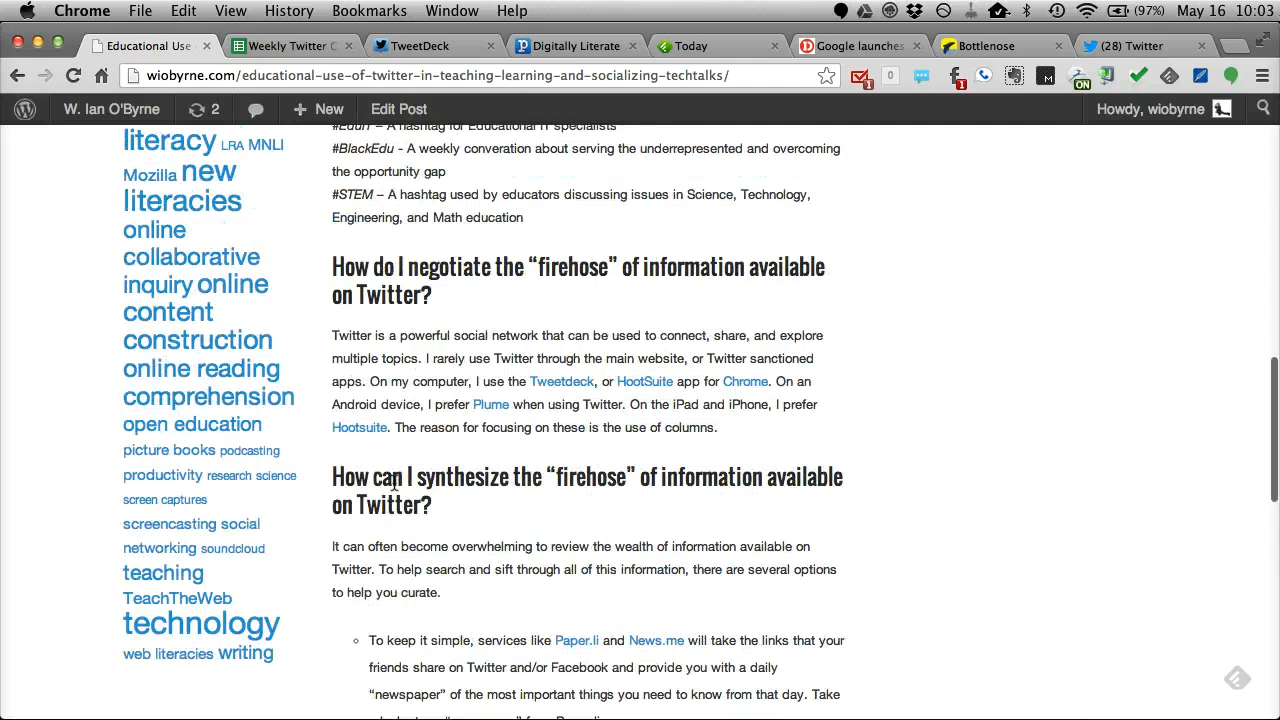 Chrome File Edit View History Bookmarks Window Help (97%) May 16 10:03
Educational Use Weekly Twitter C TweetDeck Digitally Literate Today Google launches Bottlenose (28) Twitter
wiobyrne.com/educational-use-of-twitter-in-teaching-learning-and-socializing-techtalks/
W. Ian O'Byrne 2 New Edit Post Howdy, wiobyrne
literacy LRA MNLI
Mozilla new
literacies
online
collaborative
inquiry online
content
construction
online reading
comprehension
open education
picture books podcasting
productivity research science
screen captures
screencasting social
networking soundcloud
teaching
TeachTheWeb
technology
web literacies writing
#EdIT – A hashtag for Educational IT specialists
#BlackEdu - A weekly converation about serving the underrepresented and overcoming
the opportunity gap
#STEM – A hashtag used by educators discussing issues in Science, Technology,
Engineering, and Math education
How do I negotiate the “firehose” of information available
on Twitter?
Twitter is a powerful social network that can be used to connect, share, and explore
multiple topics. I rarely use Twitter through the main website, or Twitter sanctioned
apps. On my computer, I use the Tweetdeck, or HootSuite app for Chrome. On an
Android device, I prefer Plume when using Twitter. On the iPad and iPhone, I prefer
Hootsuite. The reason for focusing on these is the use of columns.
How can I synthesize the “firehose” of information available
on Twitter?
It can often become overwhelming to review the wealth of information available on
Twitter. To help search and sift through all of this information, there are several options
to help you curate.
To keep it simple, services like Paper.li and News.me will take the links that your
friends share on Twitter and/or Facebook and provide you with a daily
“newspaper” of the most important things you need to know from that day. Take